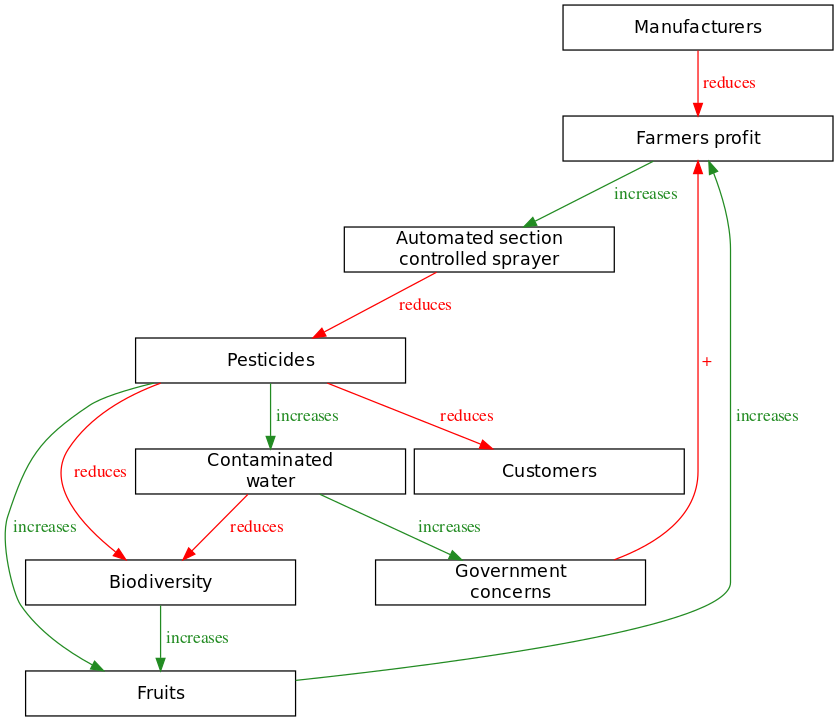 Manufacturers
reduces
Farmers profit
increases
Automated section
controlled sprayer
reduces
Pesticides
+
increases
reduces
increases
Contaminated
water
Customers
reduces
increases
reduces
increases
Government
concerns
Biodiversity
increases
Fruits